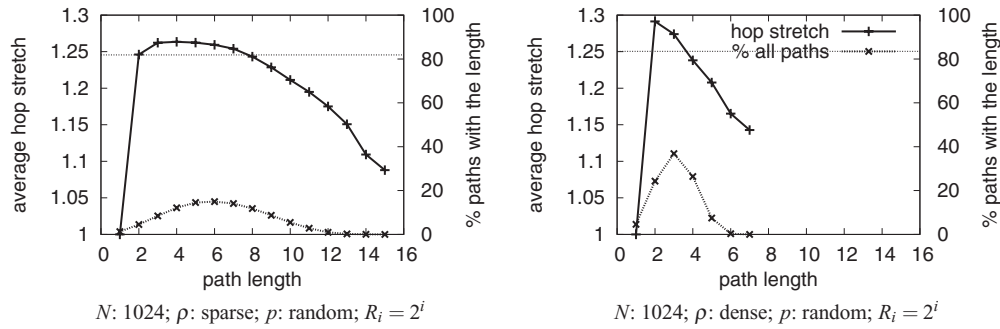 1.3
1.25
1.2
1.15
1.1
1.05
1
average hop stretch
100
80
60
40
20
0
% paths with the length
0 2 4 6 8 10 12 14 16
path length
N: 1024; ρ: sparse; p: random; Rᵢ = 2ⁱ
1.3
1.25
1.2
1.15
1.1
1.05
1
average hop stretch
hop stretch
% all paths
100
80
60
40
20
0
% paths with the length
0 2 4 6 8 10 12 14 16
path length
N: 1024; ρ: dense; p: random; Rᵢ = 2ⁱ